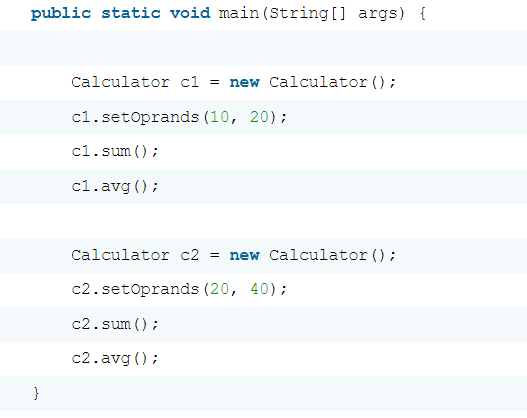 public static void main(String[] args) {
Calculator c1 = new Calculator();
c1.setOprands(10, 20);
c1.sum();
c1.avg();
Calculator c2 = new Calculator();
c2.setOprands(20, 40);
c2.sum();
c2.avg();
}